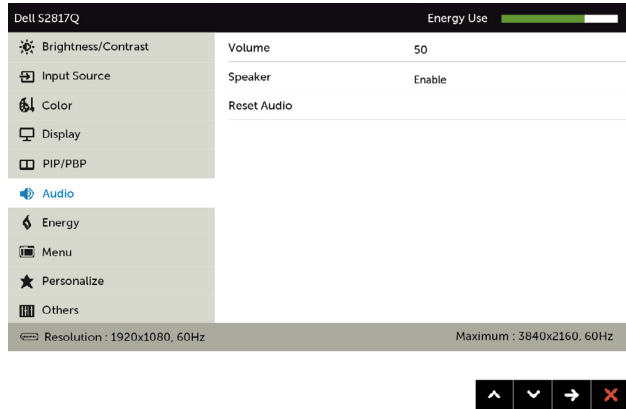 Dell S2817Q
Energy Use
Brightness/Contrast
Volume
50
Input Source
Speaker
Enable
Color
Reset Audio
Display
PIP/PBP
Audio
Energy
Menu
Personalize
Others
Resolution : 1920x1080, 60Hz
Maximum : 3840x2160, 60Hz